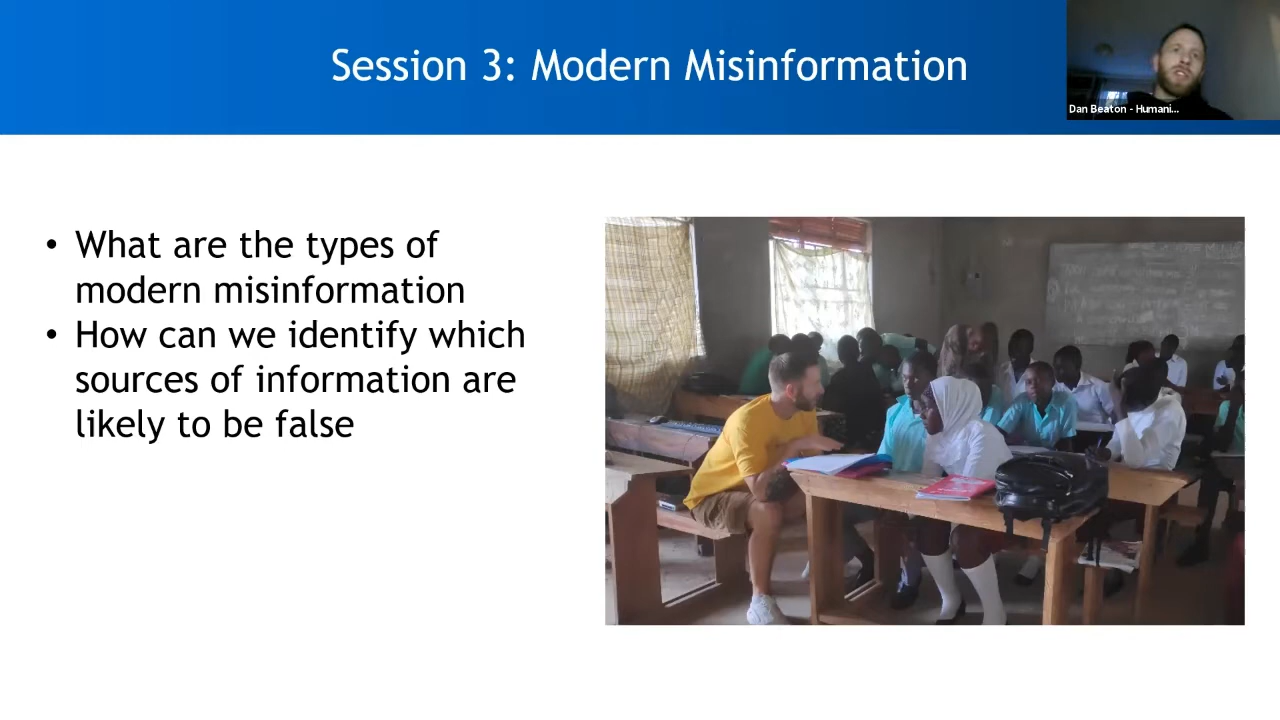 Session 3: Modern Misinformation
Dan Beaton - Humani...
• What are the types of
modern misinformation
• How can we identify which
sources of information are
likely to be false